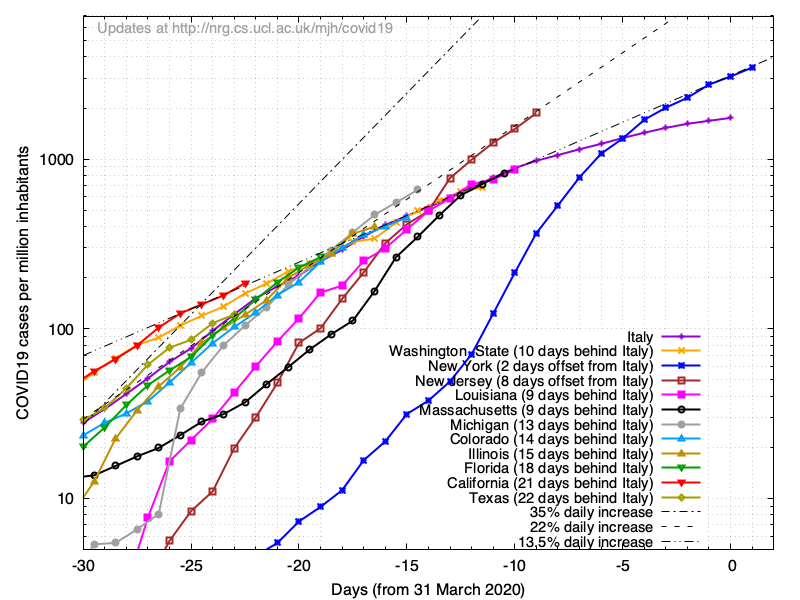 Updates at http://nrg.cs.ucl.ac.uk/mjh/covid19
COVID19 cases per million inhabitants
1000
100
10
Italy
Washington_State (10 days behind Italy)
New York (2 days offset from Italy)
New Jersey (8 days offset from Italy)
Louisiana (9 days behind Italy)
Massachusetts (9 days behind Italy)
Michigan (13 days behind Italy)
Colorado (14 days behind Italy)
Illinois (15 days behind Italy)
Florida (18 days behind Italy)
California (21 days behind Italy)
Texas (22 days behind Italy)
35% daily increase
22% daily increase
13.5% daily increase
-30 -25 -20 -15 -10 -5 0
Days (from 31 March 2020)